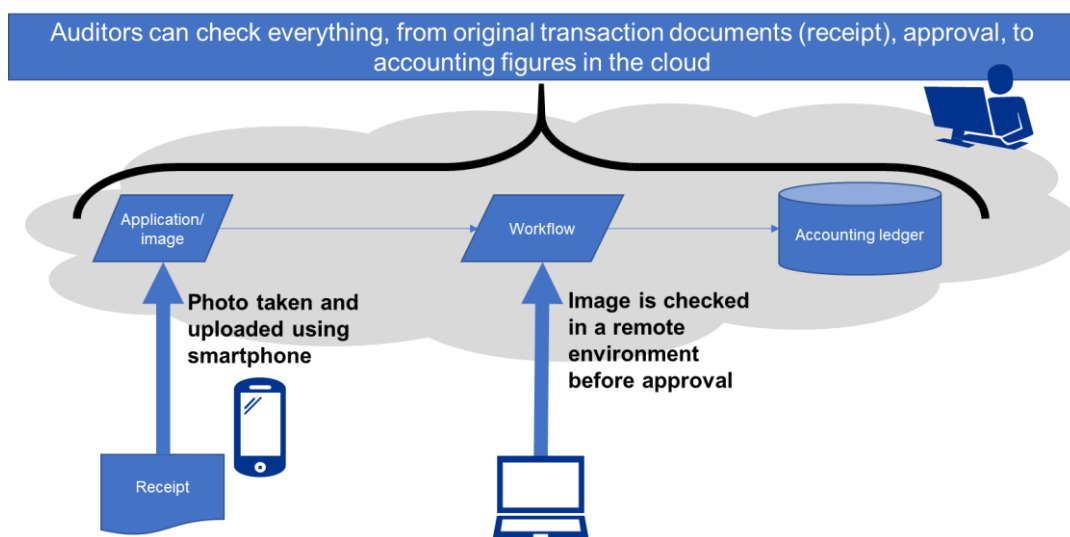 Auditors can check everything, from original transaction documents (receipt), approval, to
accounting figures in the cloud
Application/
image
Workflow
Accounting ledger
Photo taken and
uploaded using
smartphone
Image is checked
in a remote
environment
before approval
Receipt